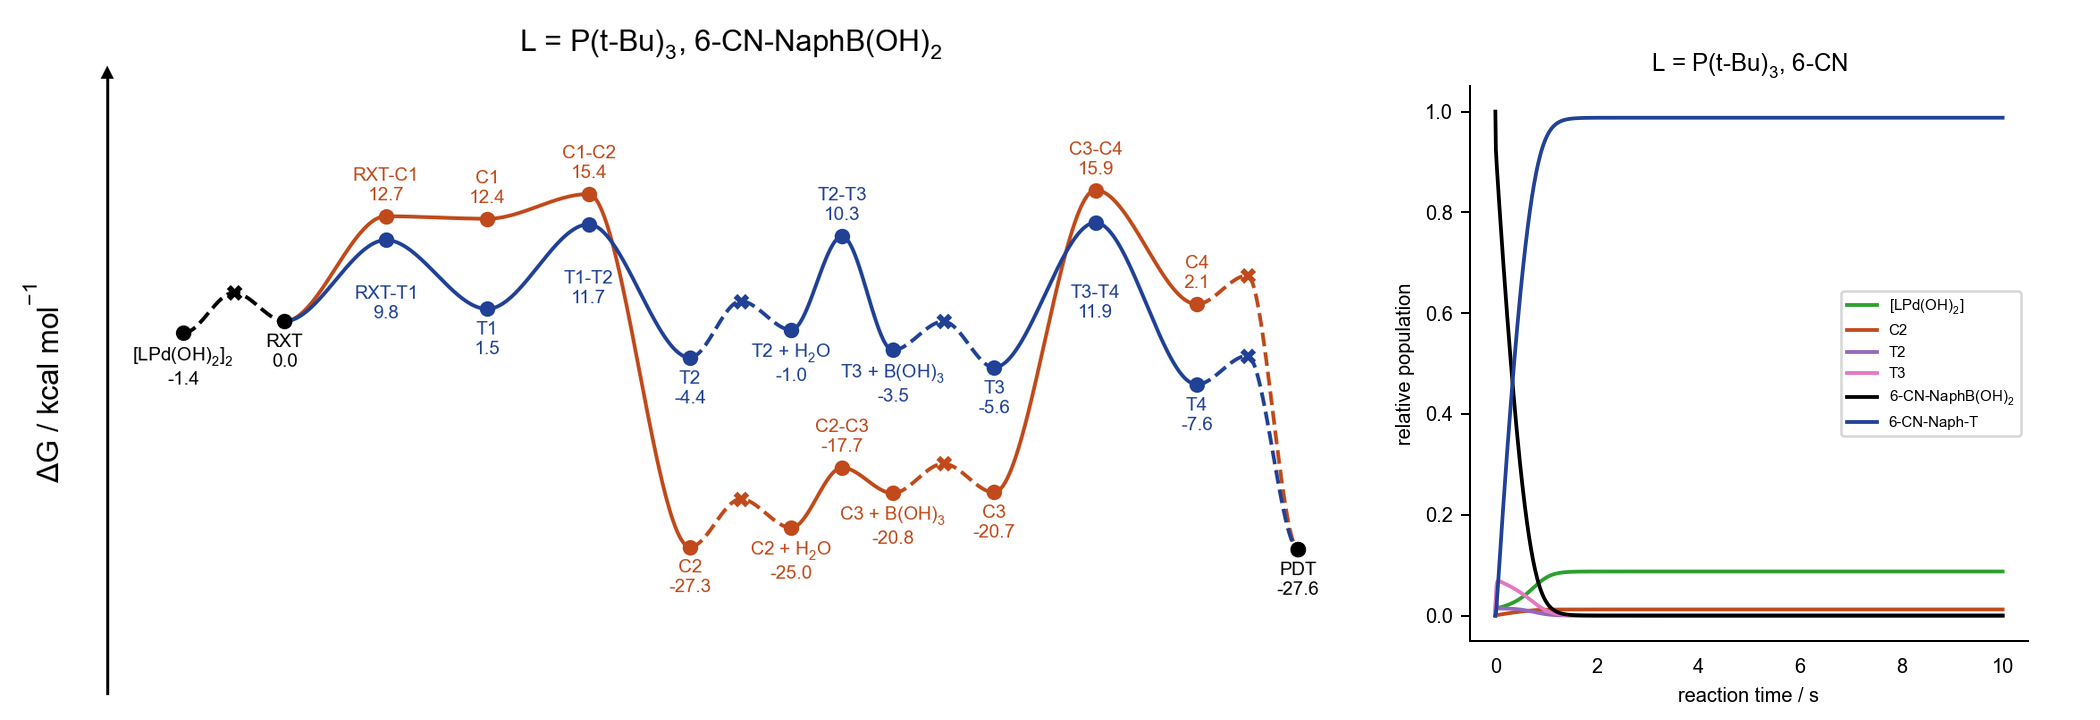 L = P(t-Bu)₃, 6-CN-NaphB(OH)₂
ΔG / kcal mol⁻¹
[LPd(OH)₂]₂
-1.4
RXT
0.0
RXT-C1
12.7
RXT-T1
9.8
C1
12.4
T1
1.5
C1-C2
15.4
T1-T2
11.7
T2
-4.4
C2
-27.3
T2 + H₂O
-1.0
C2 + H₂O
-25.0
T2-T3
10.3
C2-C3
-17.7
T3 + B(OH)₃
-3.5
C3 + B(OH)₃
-20.8
T3
-5.6
C3
-20.7
C3-C4
15.9
T3-T4
11.9
C4
2.1
T4
-7.6
PDT
-27.6
L = P(t-Bu)₃, 6-CN
relative population
1.0
0.8
0.6
0.4
0.2
0.0
0
2
4
6
8
10
reaction time / s
[LPd(OH)₂]
C2
T2
T3
6-CN-NaphB(OH)₂
6-CN-Naph-T